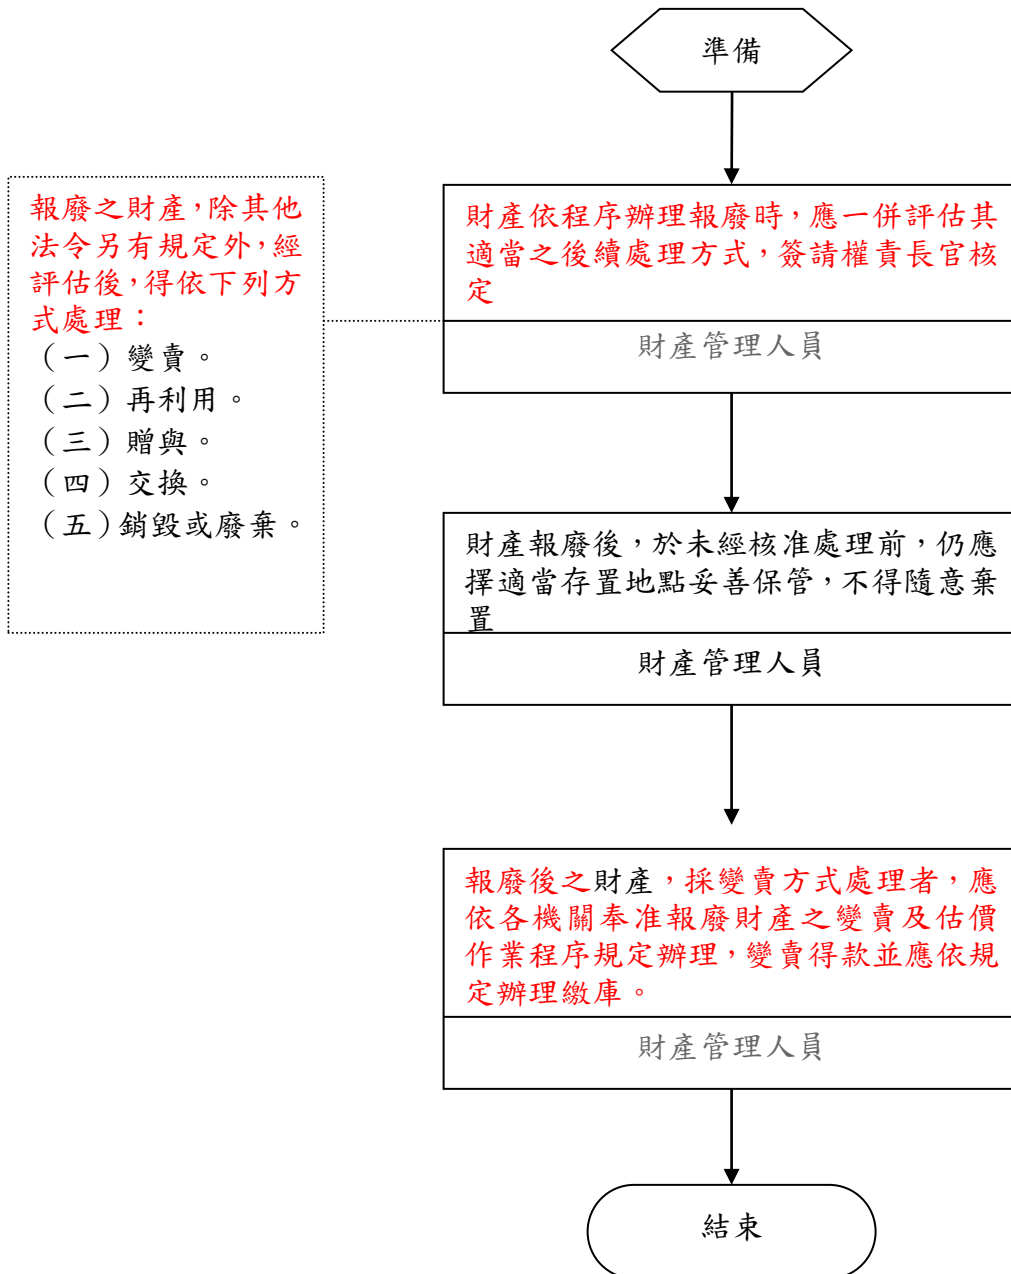 準備
報廢之財產，除其他
法令另有規定外，經
評估後，得依下列方
式處理：
（一）變賣。
（二）再利用。
（三）贈與。
（四）交換。
（五）銷毀或廢棄。
財產依程序辦理報廢時，應一併評估其
適當之後續處理方式，簽請權責長官核
定
財產管理人員
財產報廢後，於未經核准處理前，仍應
擇適當存置地點妥善保管，不得隨意棄
置
財產管理人員
報廢後之財產，採變賣方式處理者，應
依各機關奉准報廢財產之變賣及估價
作業程序規定辦理，變賣得款並應依規
定辦理繳庫。
財產管理人員
結束